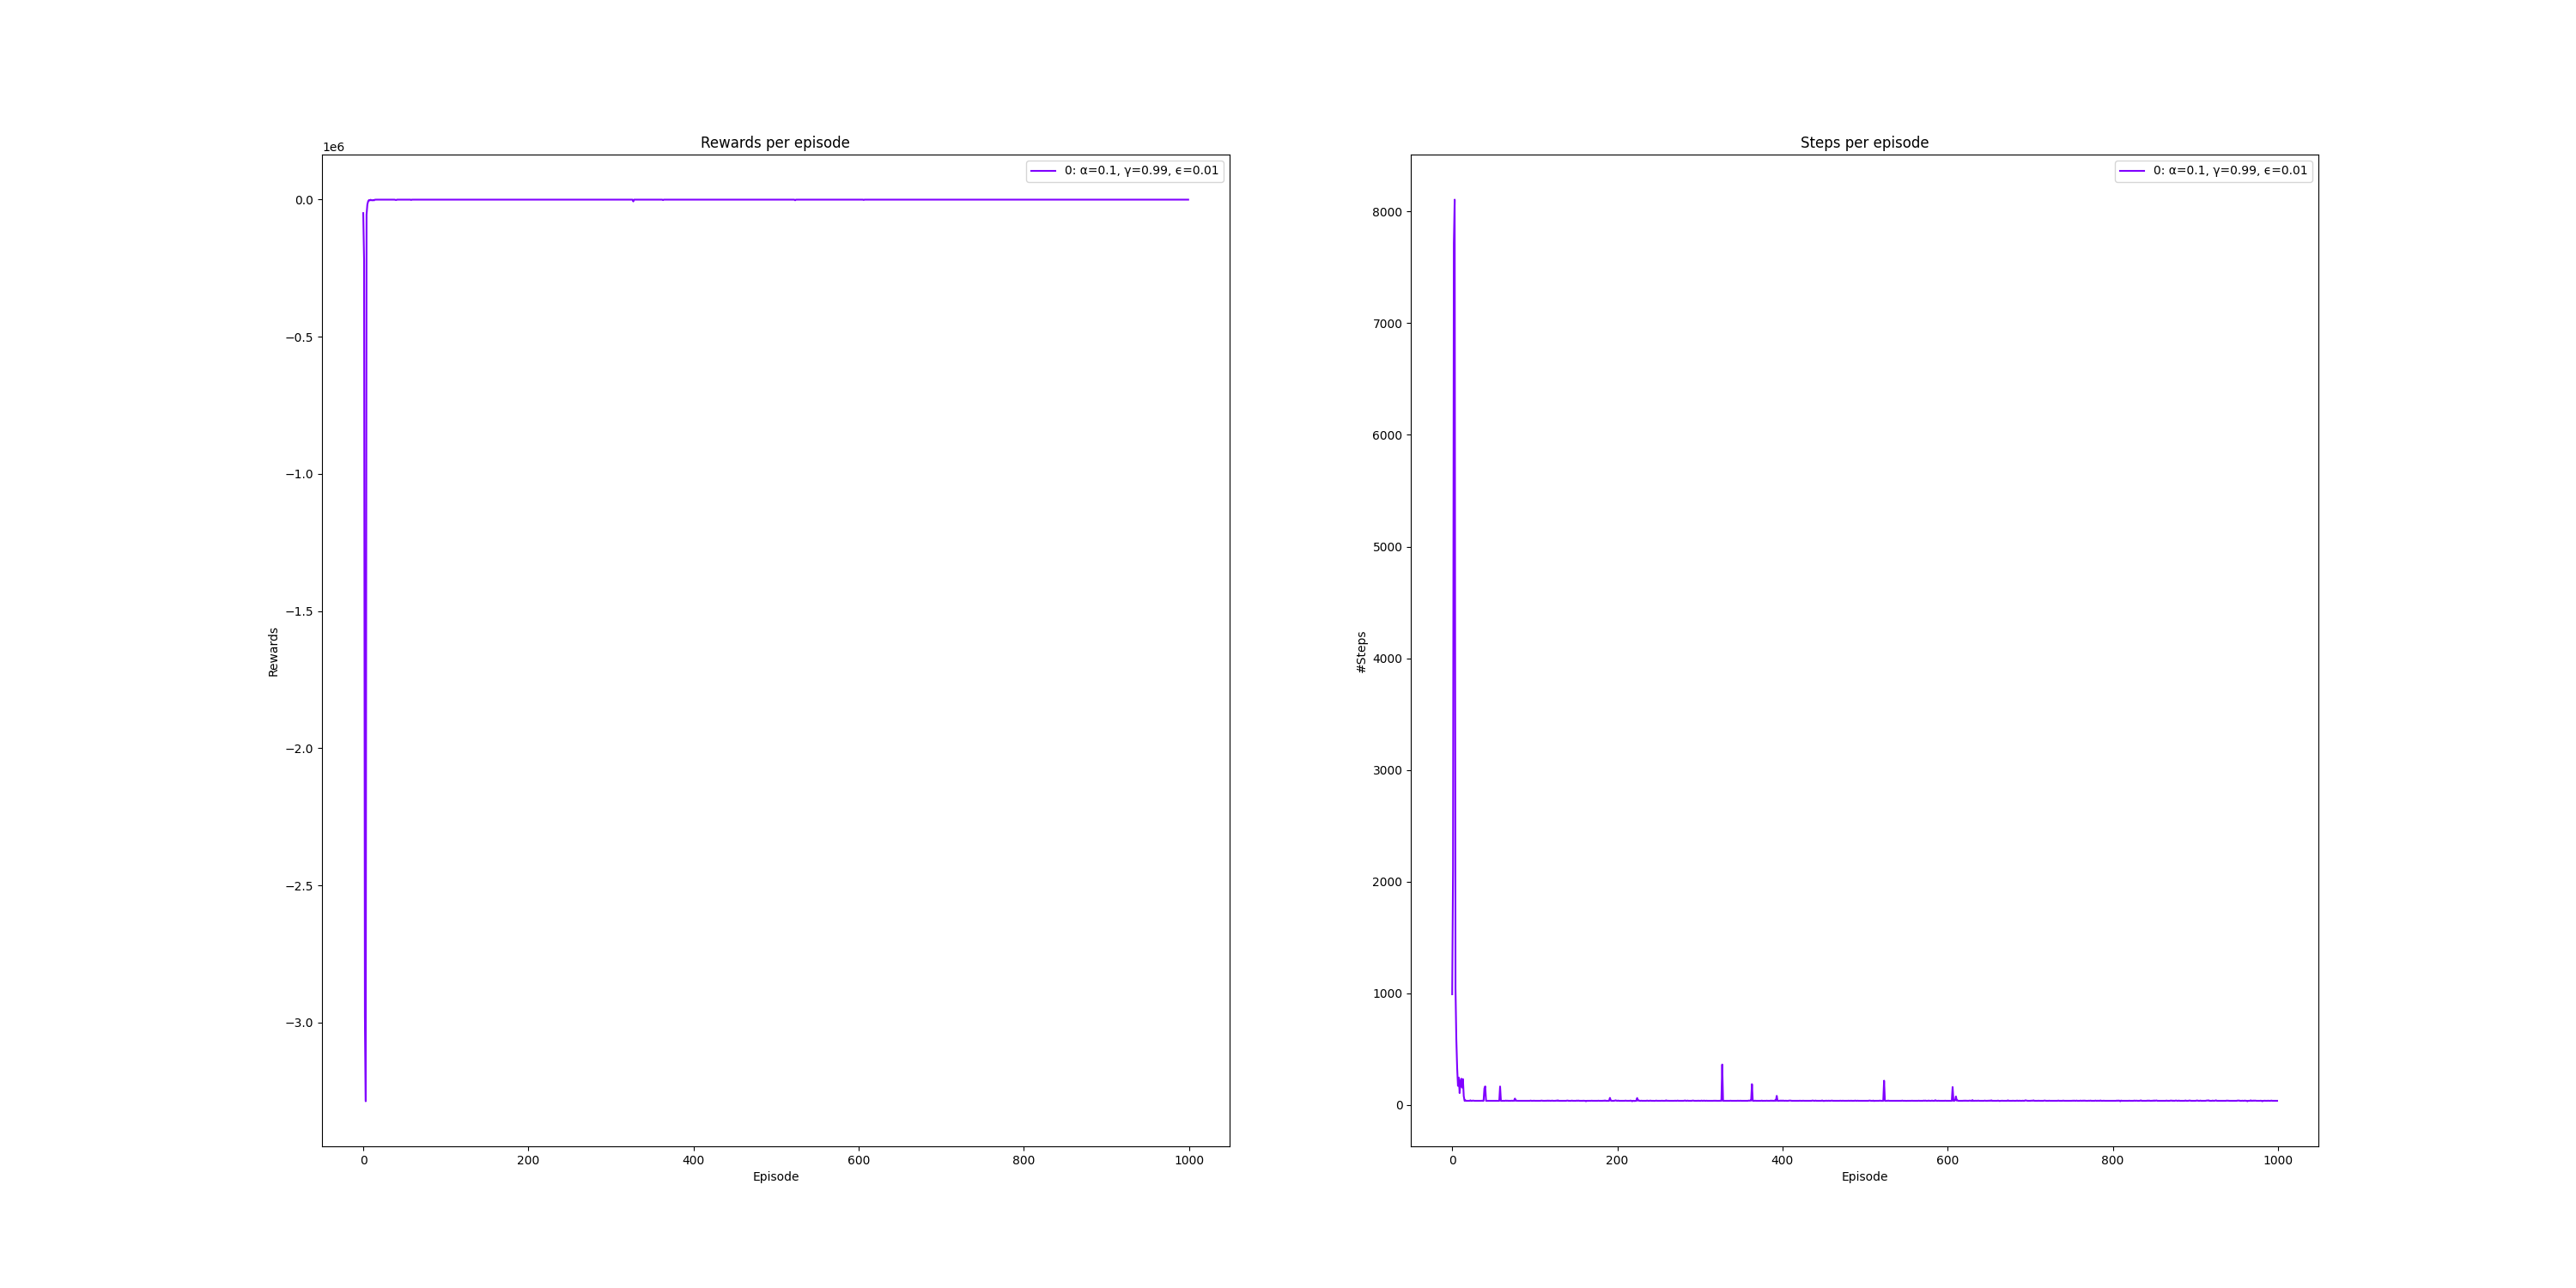 Rewards per episode
1e6
0: α=0.1, γ=0.99, ϵ=0.01
0.0
−0.5
−1.0
−1.5
−2.0
−2.5
−3.0
Rewards
0 200 400 600 800 1000
Episode
Steps per episode
0: α=0.1, γ=0.99, ϵ=0.01
8000
7000
6000
5000
4000
3000
2000
1000
0
#Steps
0 200 400 600 800 1000
Episode